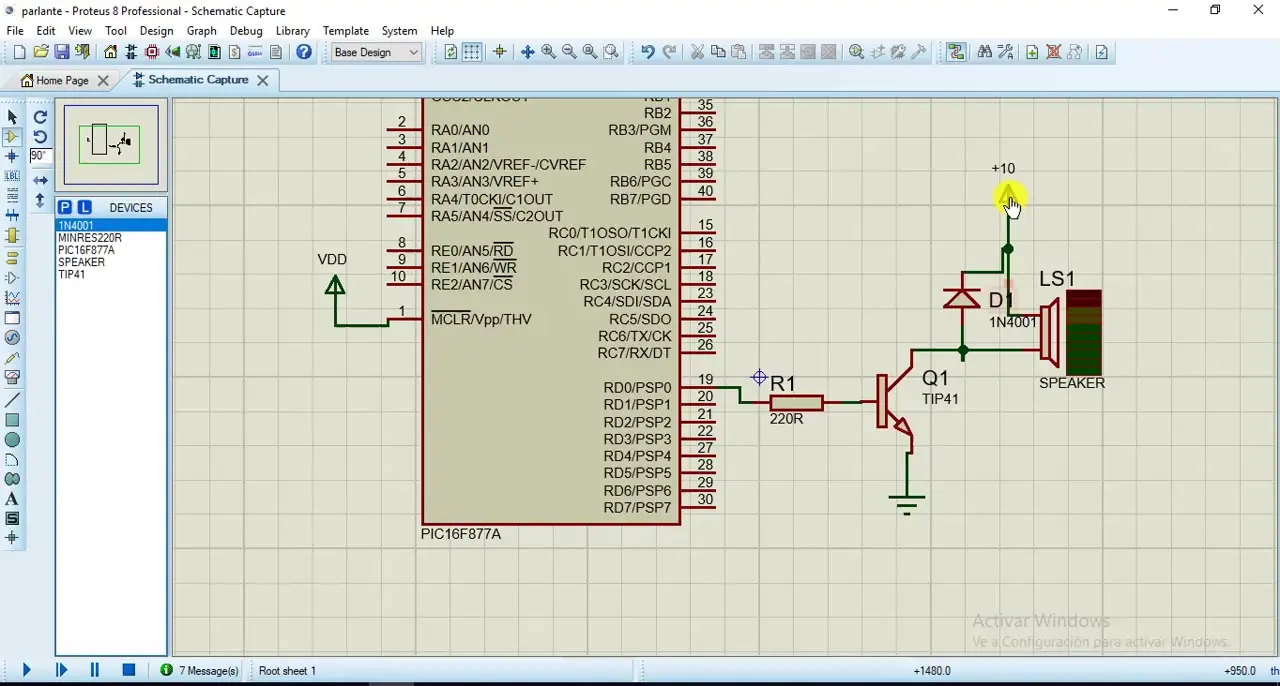 parlante - Proteus 8 Professional - Schematic Capture
File Edit View Tool Design Graph Debug Library Template System Help
Base Design
Home Page
Schematic Capture
90°
LBL
P L DEVICES
1N4001
MINRES220R
PIC16F877A
SPEAKER
TIP41
2 RA0/AN0
3 RA1/AN1
4 RA2/AN2/VREF-/CVREF
5 RA3/AN3/VREF+
6 RA4/T0CKI/C1OUT
7 RA5/AN4/SS/C2OUT
8 RE0/AN5/RD
9 RE1/AN6/WR
10 RE2/AN7/CS
1 MCLR/Vpp/THV
VDD
35
RB2
36
RB3/PGM
37
RB4
38
RB5
39
RB6/PGC
40
RB7/PGD
15
RC0/T1OSO/T1CKI
16
RC1/T1OSI/CCP2
17
RC2/CCP1
18
RC3/SCK/SCL
23
RC4/SDI/SDA
24
RC5/SDO
25
RC6/TX/CK
26
RC7/RX/DT
19
RD0/PSP0
20
RD1/PSP1
21
RD2/PSP2
22
RD3/PSP3
27
RD4/PSP4
28
RD5/PSP5
29
RD6/PSP6
30
RD7/PSP7
PIC16F877A
R1
220R
Q1
TIP41
+10
D1
1N4001
LS1
SPEAKER
Activar Windows
Ve a Configuración para activar Windows.
7 Message(s)
Root sheet 1
+1480.0
+950.0
th